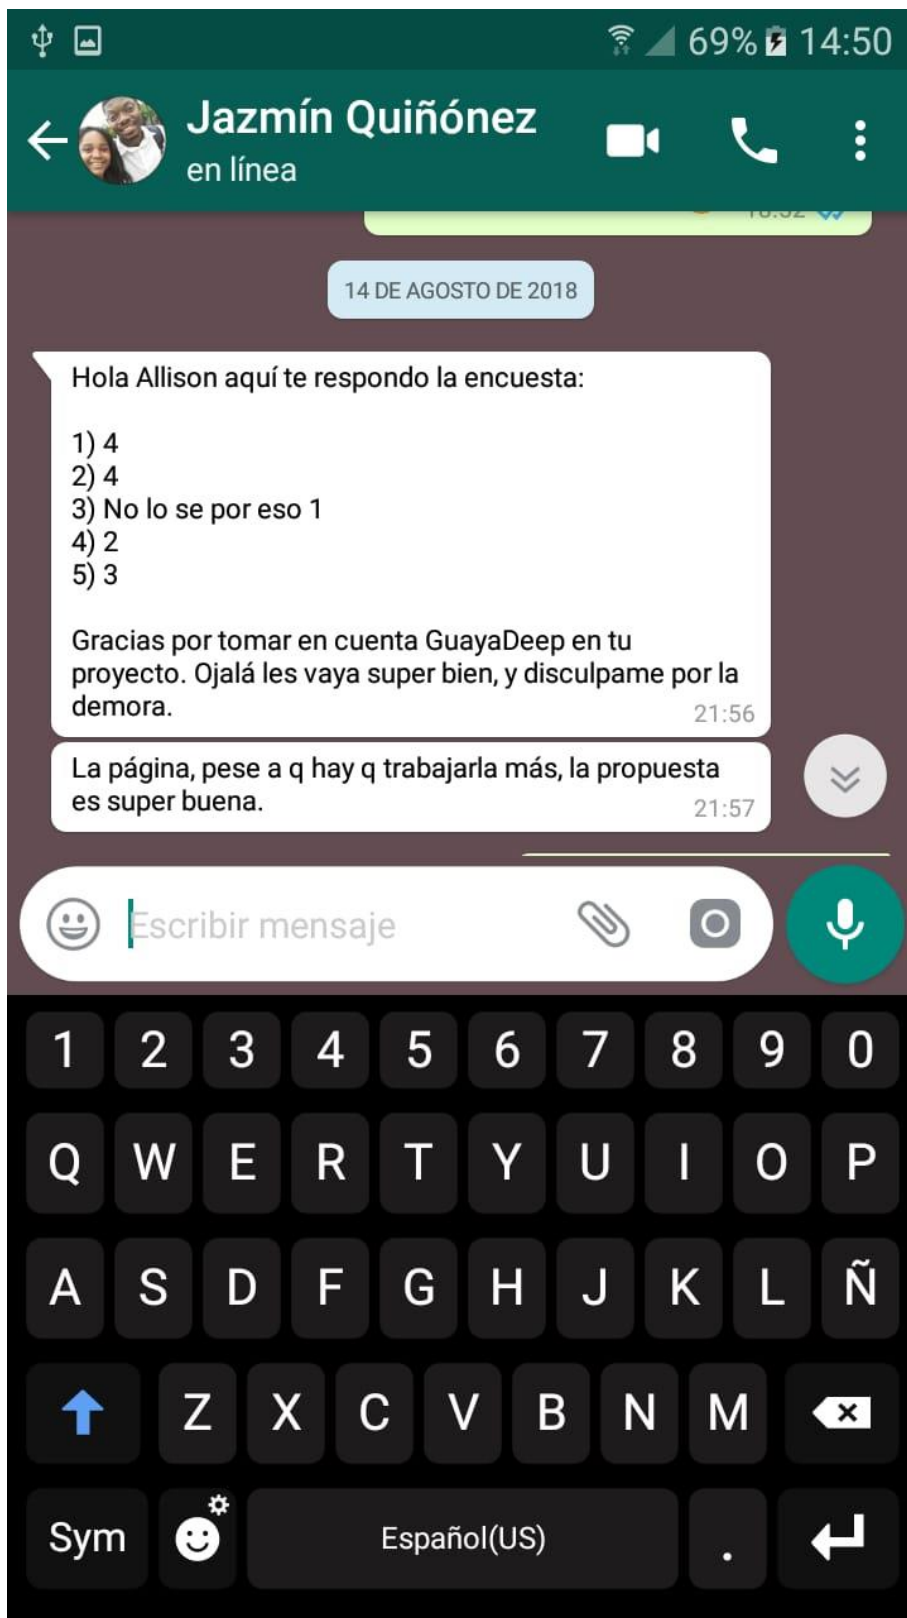 69% 14:50
Jazmín Quiñónez
en línea
14 DE AGOSTO DE 2018
Hola Allison aquí te respondo la encuesta:
1) 4
2) 4
3) No lo se por eso 1
4) 2
5) 3
Gracias por tomar en cuenta GuayaDeep en tu
proyecto. Ojalá les vaya super bien, y disculpame por la
demora.
21:56
La página, pese a q hay q trabajarla más, la propuesta
es super buena.
21:57
Escribir mensaje
1 2 3 4 5 6 7 8 9 0
Q W E R T Y U I O P
A S D F G H J K L Ñ
Z X C V B N M
Sym Español(US) .